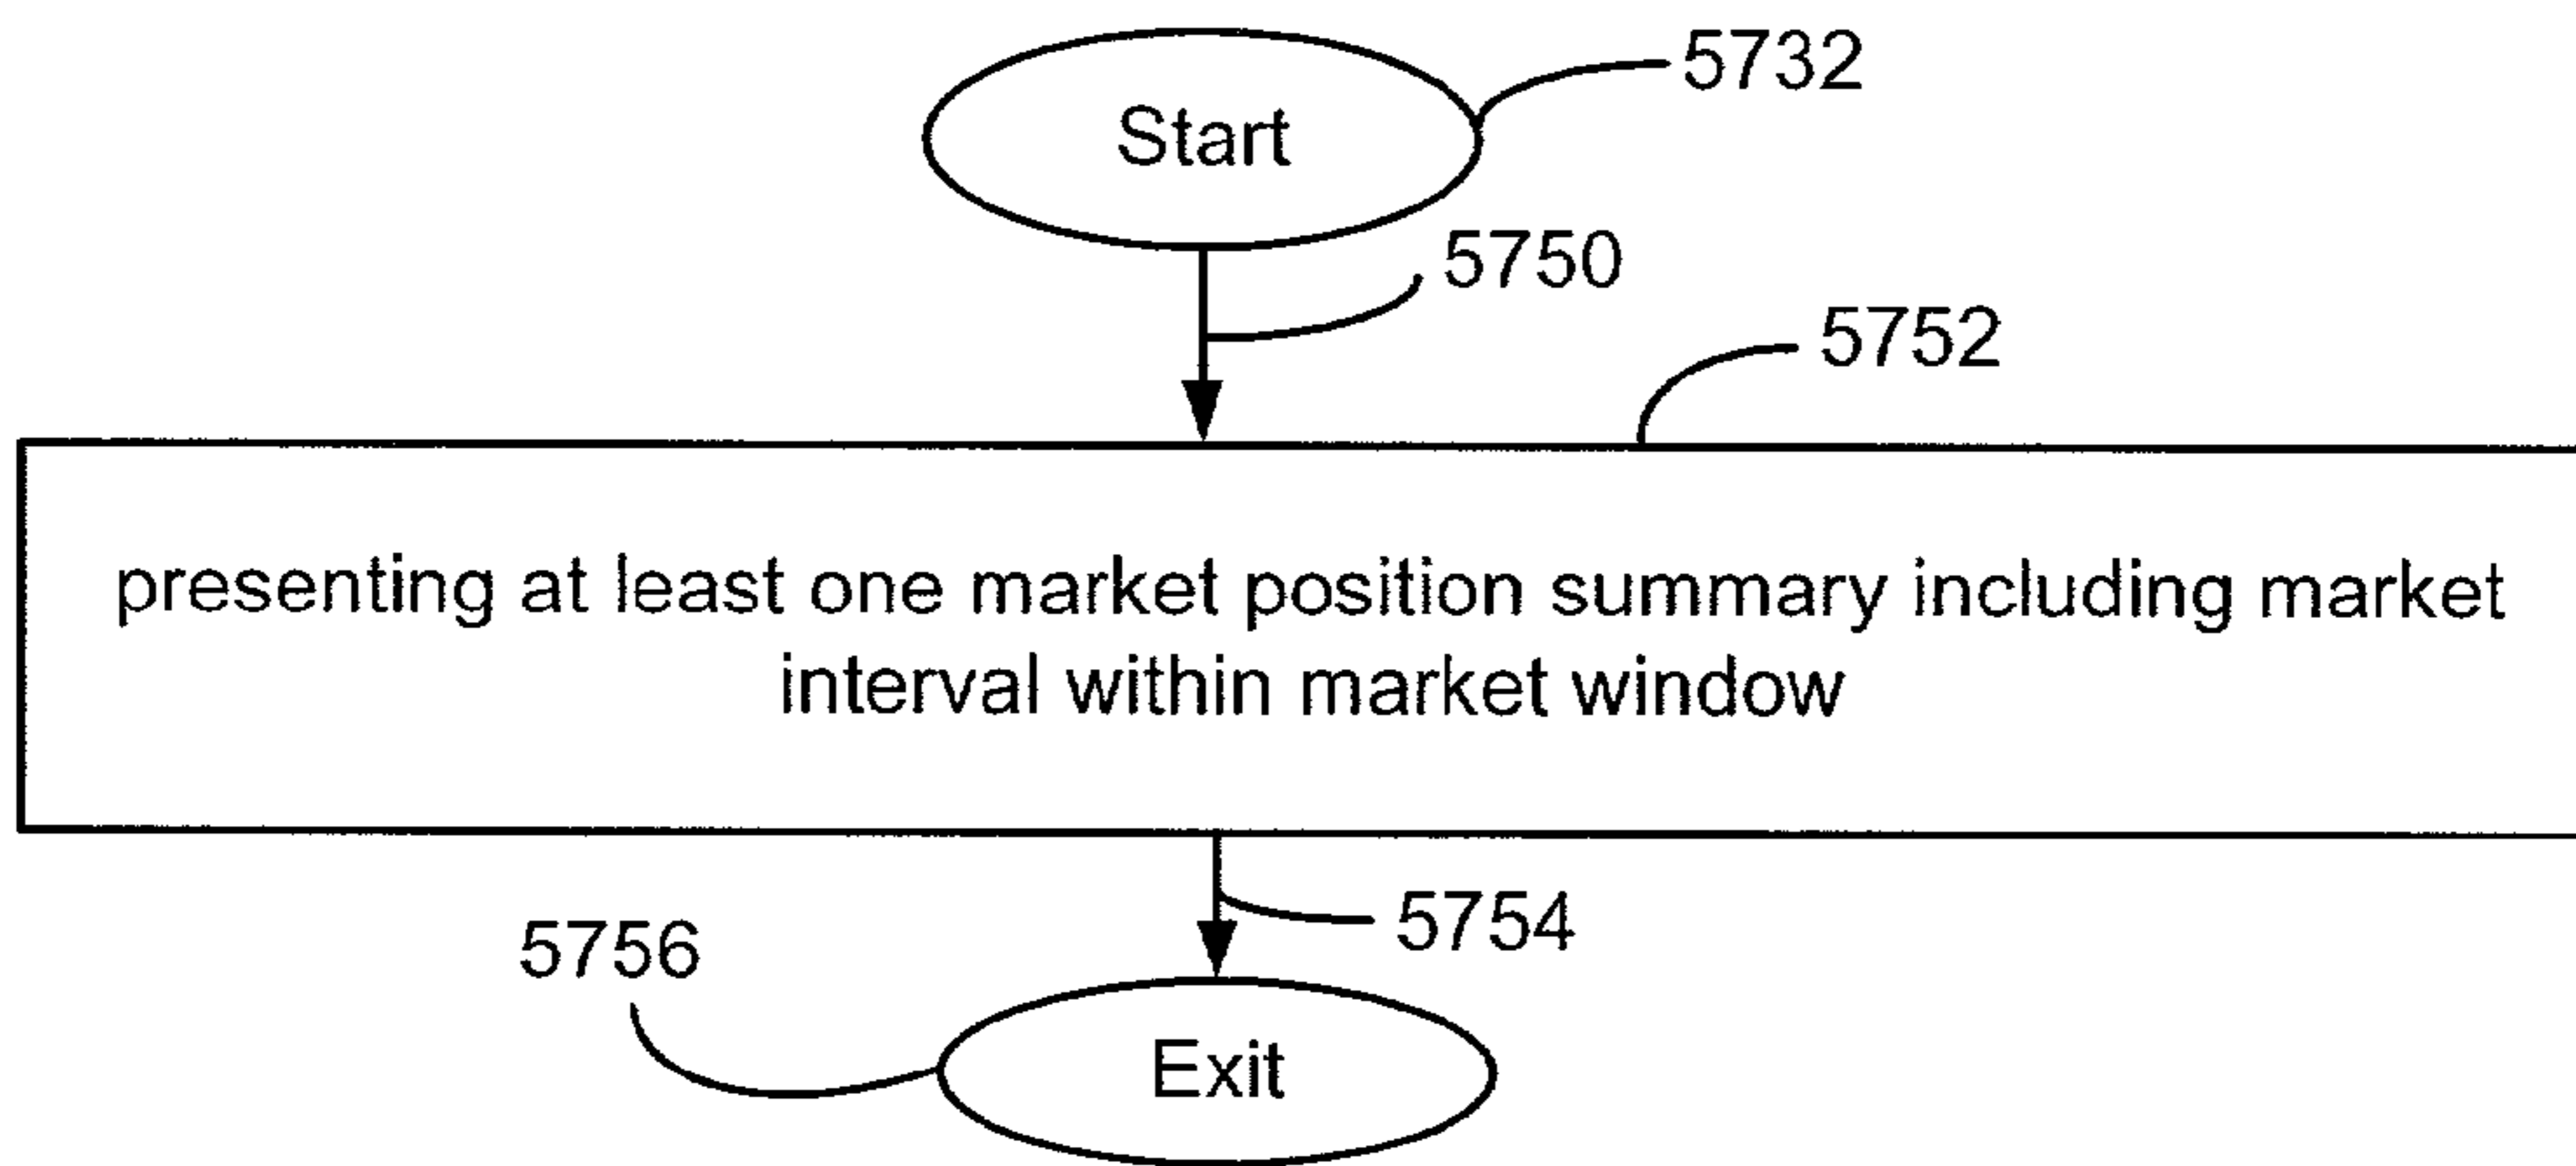 Start
5732
5750
5752
presenting at least one market position summary including market
interval within market window
5754
5756
Exit